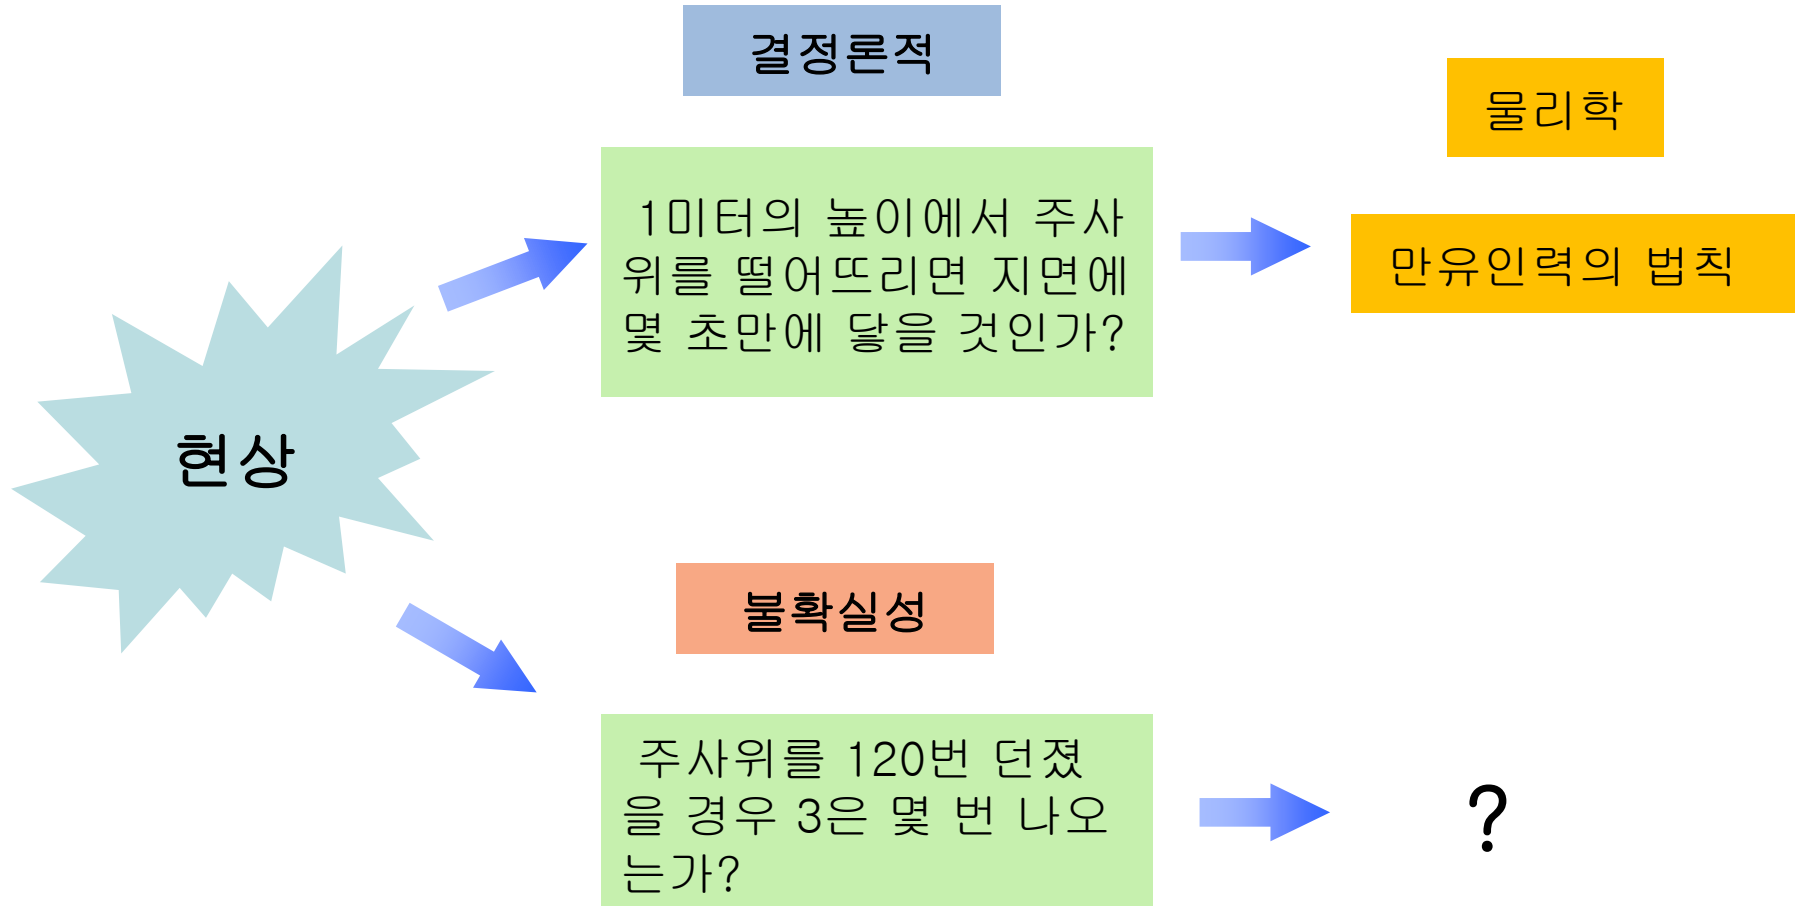 결정론적
물리학
1미터의 높이에서 주사
위를 떨어뜨리면 지면에
몇 초만에 닿을 것인가?
만유인력의 법칙
현상
불확실성
주사위를 120번 던졌
을 경우 3은 몇 번 나오
는가?
?